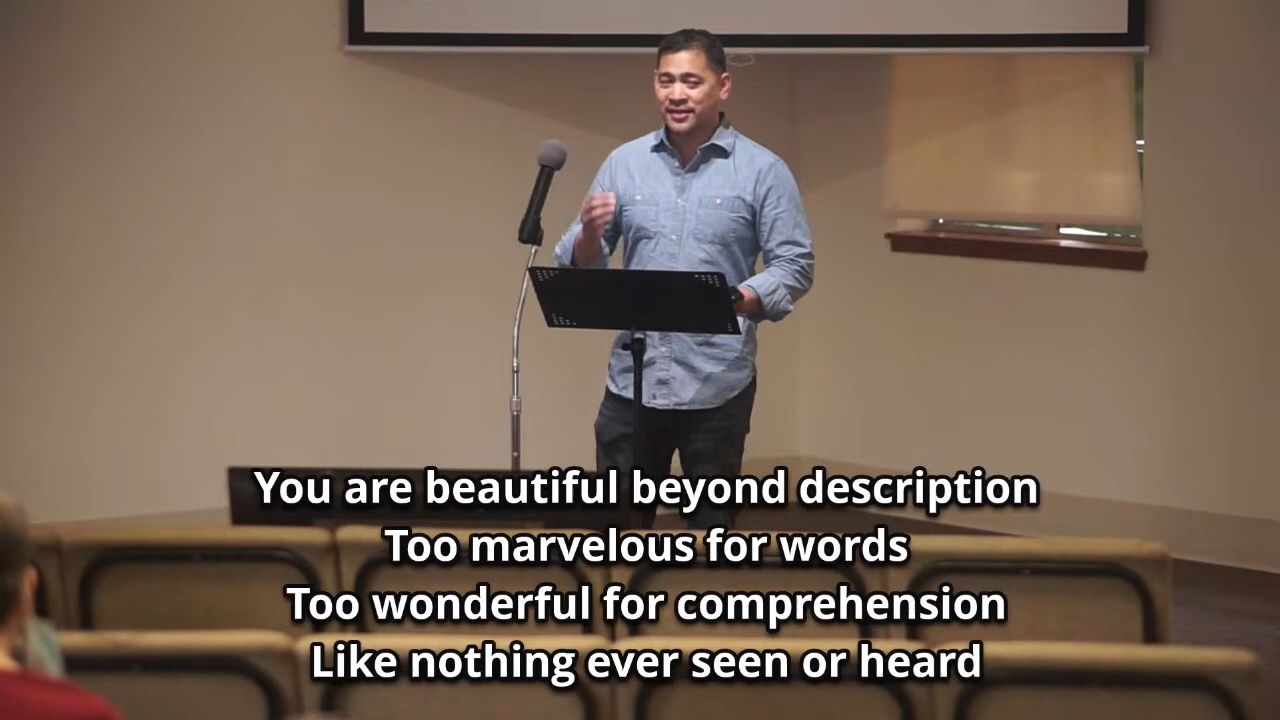 You are beautiful beyond description
Too marvelous for words
Too wonderful for comprehension
Like nothing ever seen or heard